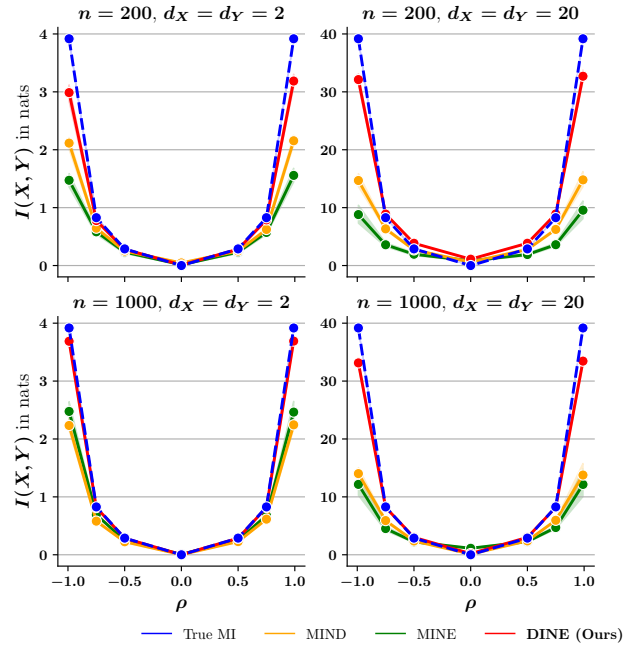 n = 200, d_X = d_Y = 2
n = 200, d_X = d_Y = 20
4
3
2
1
0
I(X, Y) in nats
40
30
20
10
0
n = 1000, d_X = d_Y = 2
n = 1000, d_X = d_Y = 20
4
3
2
1
0
I(X, Y) in nats
40
30
20
10
0
−1.0 −0.5 0.0 0.5 1.0
−1.0 −0.5 0.0 0.5 1.0
ρ
ρ
True MI MIND MINE DINE (Ours)